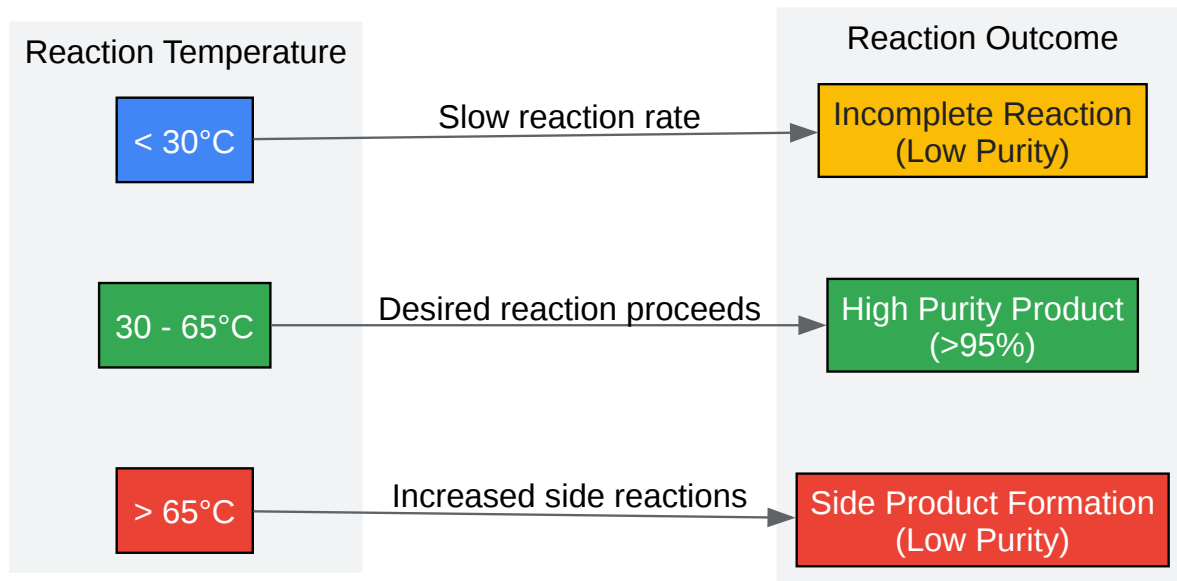 Reaction Temperature
Reaction Outcome
< 30°C
Slow reaction rate
Incomplete Reaction
(Low Purity)
30 - 65°C
Desired reaction proceeds
High Purity Product
(>95%)
> 65°C
Increased side reactions
Side Product Formation
(Low Purity)